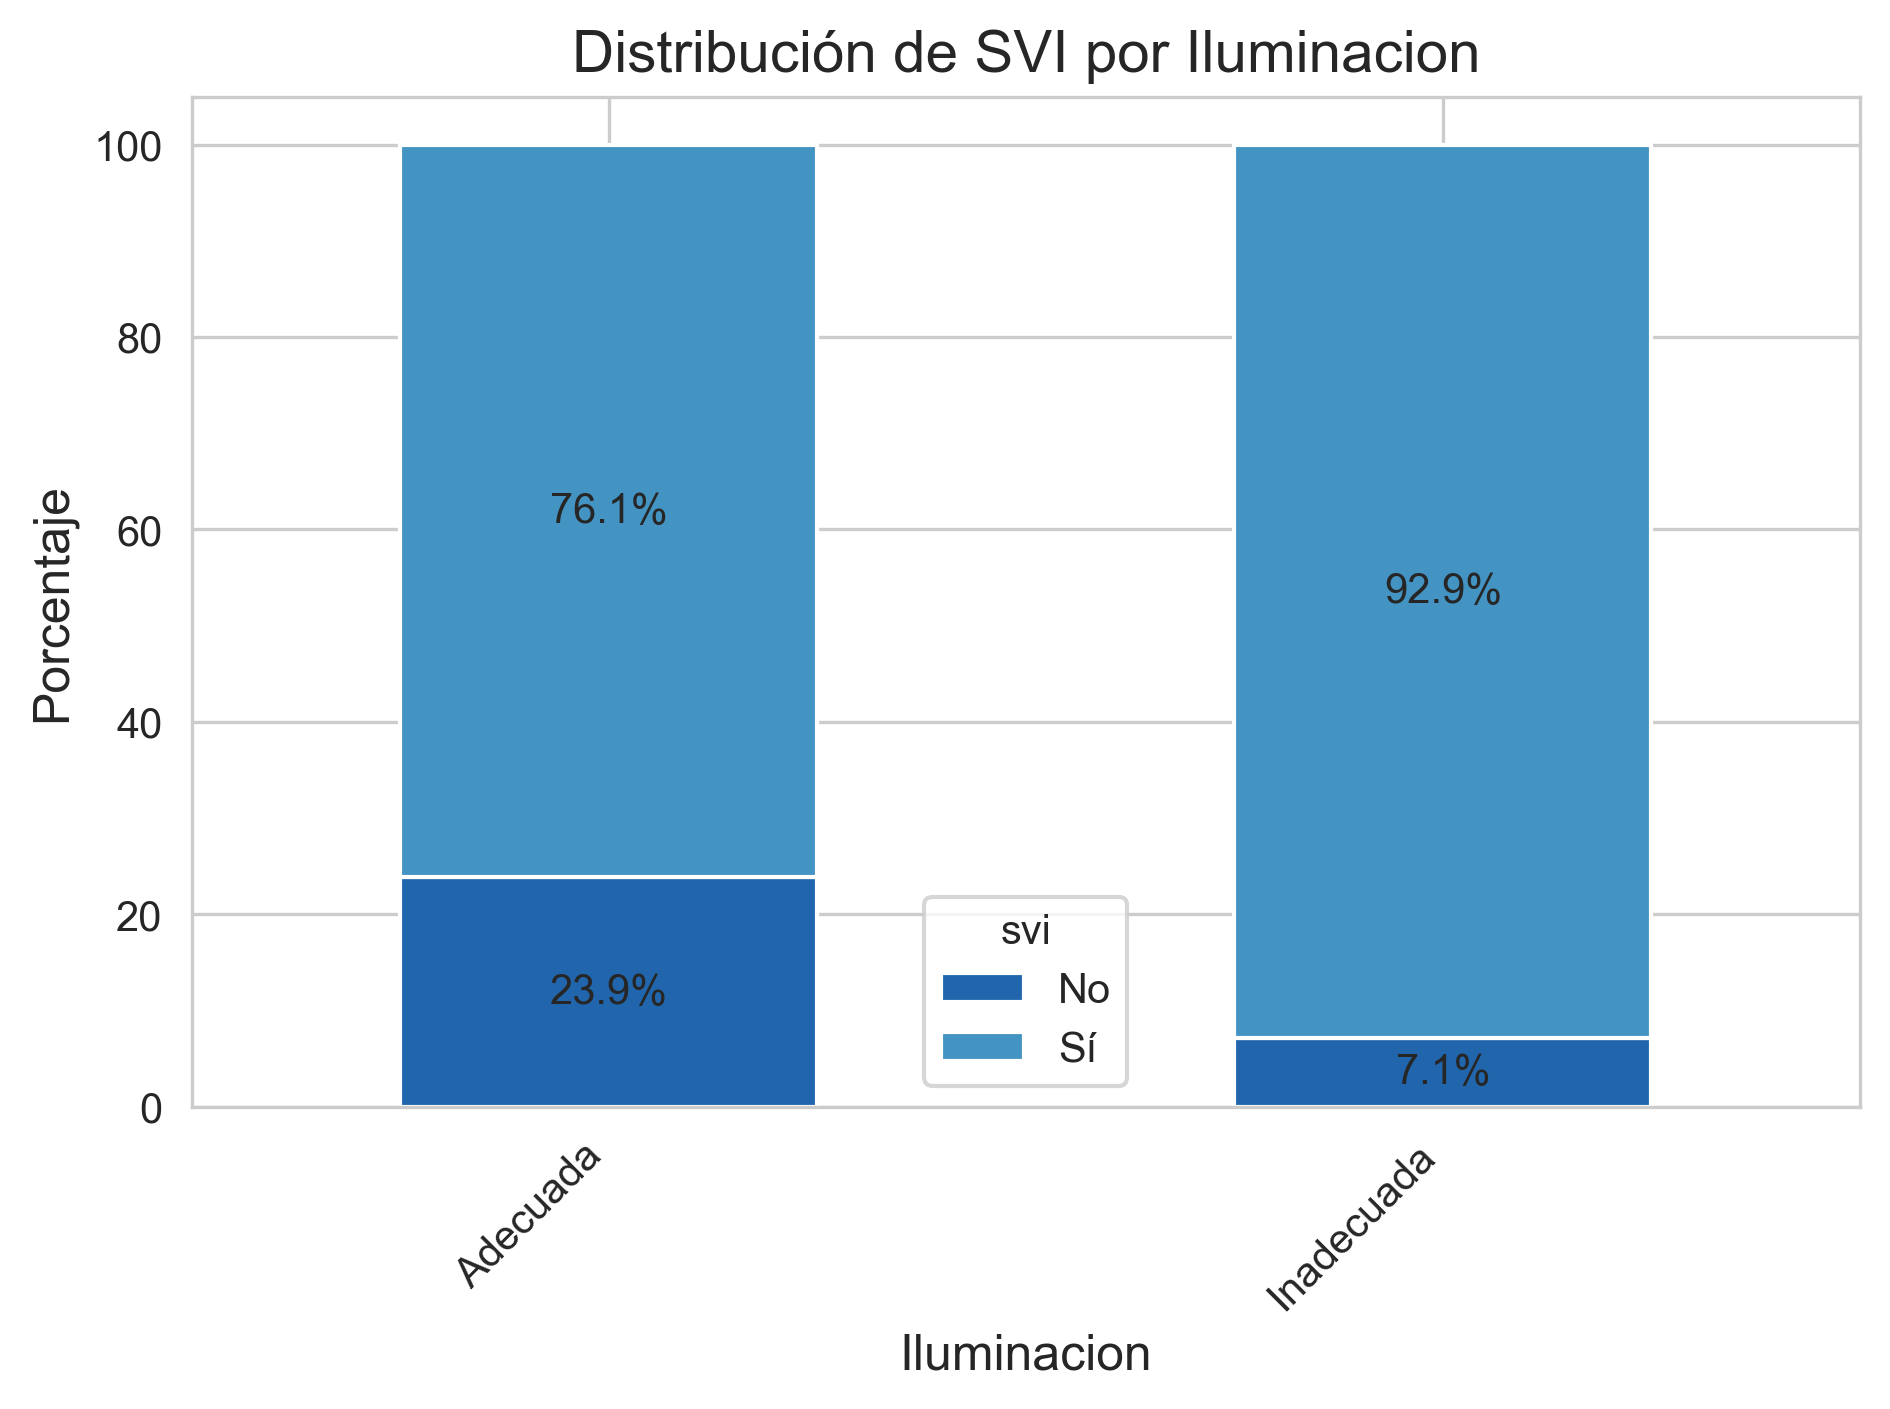 Distribución de SVI por Iluminacion
Porcentaje
100
80
60
40
20
0
76.1%
23.9%
92.9%
7.1%
svi
No
Sí
Adecuada
Inadecuada
Iluminacion